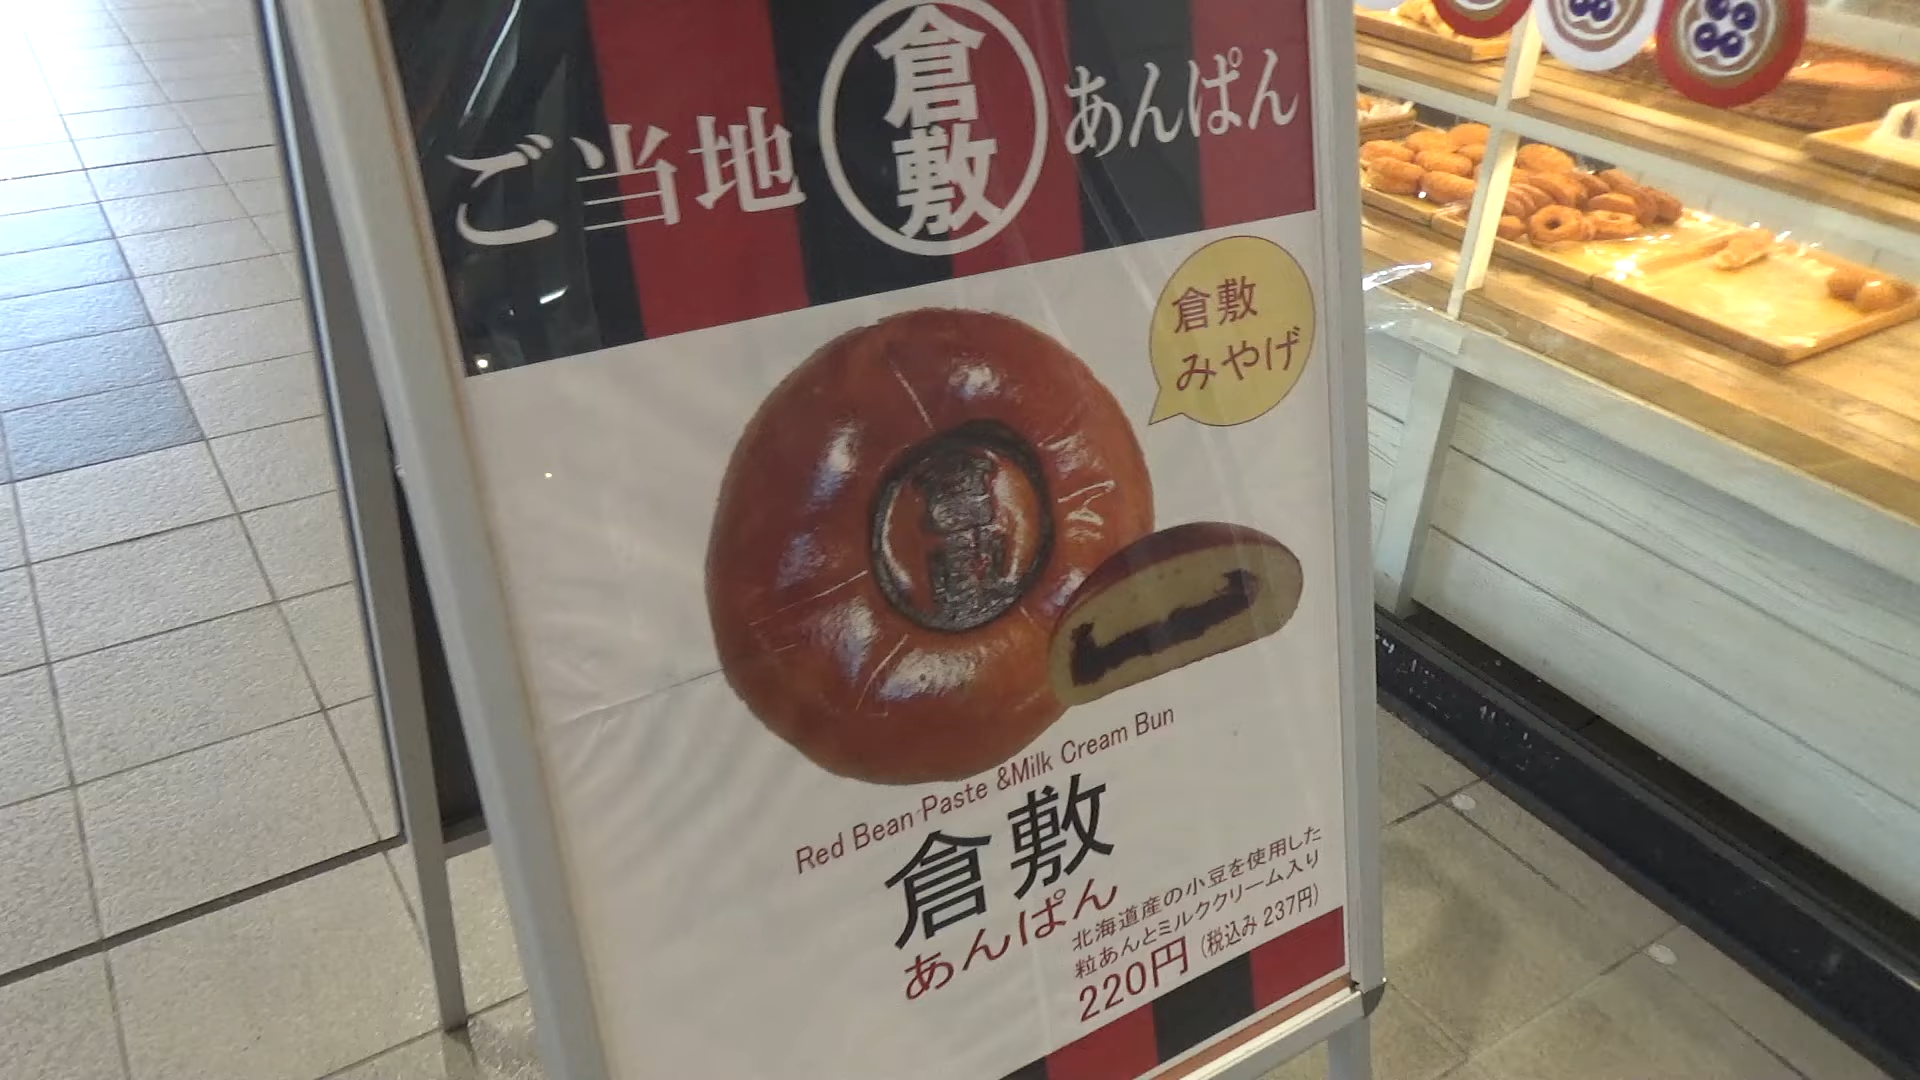 ご当地 倉敷 あんぱん
倉敷
みやげ
Red Bean Paste &Milk Cream Bun
倉敷
あんぱん
北海道産の小豆を使用した
粒あんとミルククリーム入り
220円 (税込み 237円)